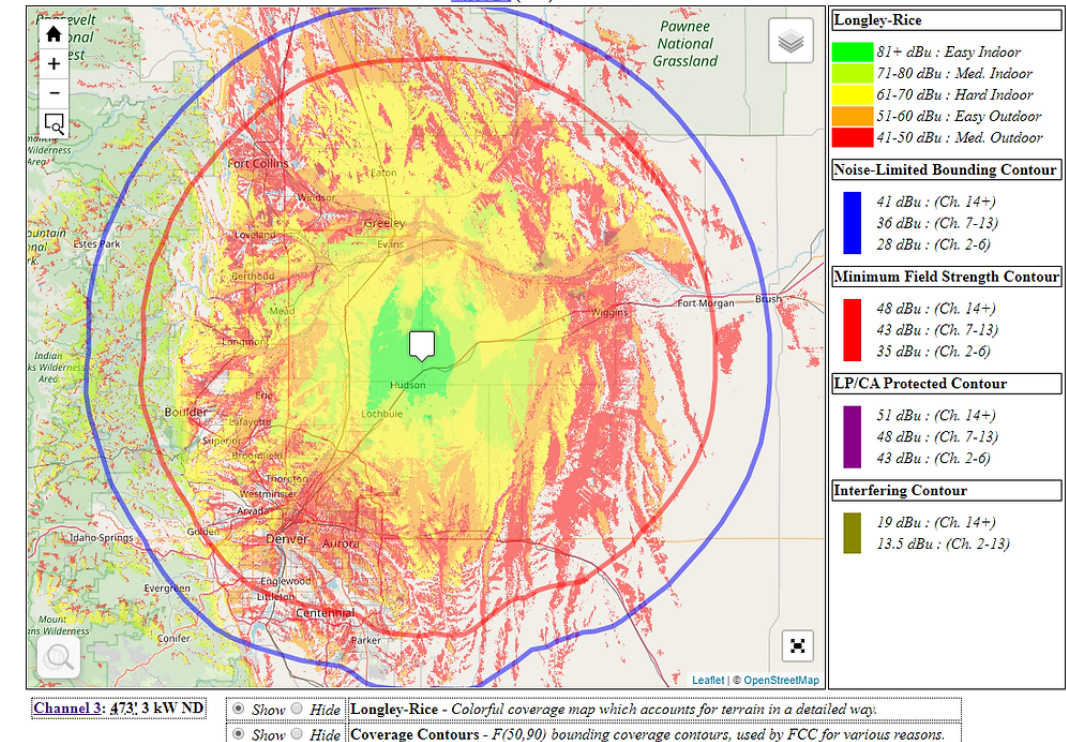 Roosevelt
National
Forest
Pawnee
National
Grassland
Wilderness
Area
Fort Collins
Eaton
Windsor
Greeley
Loveland
Evans
Estes Park
Berthoud
Mead
Fort Morgan
Brush
Wiggins
Longmont
Indian
Peaks Wilderness
Area
Hudson
Erie
Boulder
Lochbuie
Lafayette
Superior
Broomfield
Thornton
Westminster
Arvada
Golden
Idaho Springs
Denver
Aurora
Englewood
Evergreen
Littleton
Centennial
Mount
Wilderness
Conifer
Parker
Leaflet | © OpenStreetMap
Longley-Rice
81+ dBu : Easy Indoor
71-80 dBu : Med. Indoor
61-70 dBu : Hard Indoor
51-60 dBu : Easy Outdoor
41-50 dBu : Med. Outdoor
Noise-Limited Bounding Contour
41 dBu : (Ch. 14+)
36 dBu : (Ch. 7-13)
28 dBu : (Ch. 2-6)
Minimum Field Strength Contour
48 dBu : (Ch. 14+)
43 dBu : (Ch. 7-13)
35 dBu : (Ch. 2-6)
LP/CA Protected Contour
51 dBu : (Ch. 14+)
48 dBu : (Ch. 7-13)
43 dBu : (Ch. 2-6)
Interfering Contour
19 dBu : (Ch. 14+)
13.5 dBu : (Ch. 2-13)
Channel 3: 473' 3 kW ND
Show Hide Longley-Rice - Colorful coverage map which accounts for terrain in a detailed way.
Show Hide Coverage Contours - F(50,90) bounding coverage contours, used by FCC for various reasons.